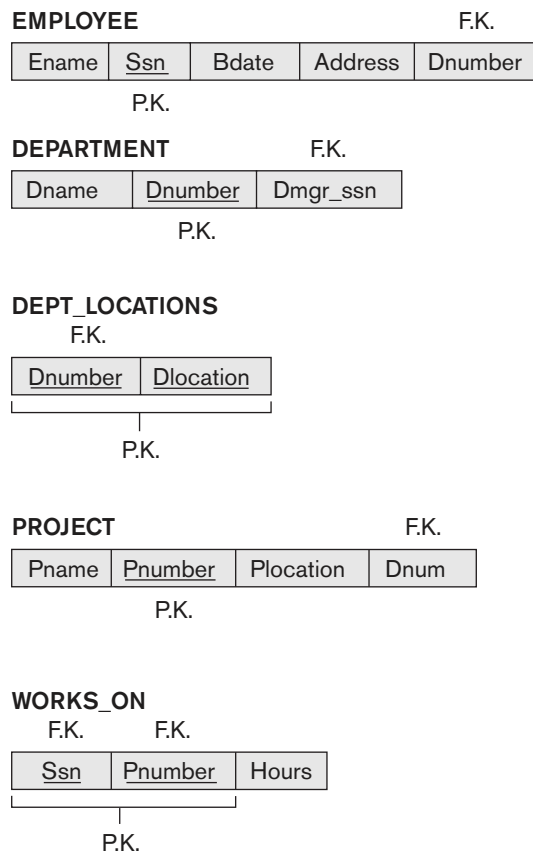 EMPLOYEE F.K.
Ename Ssn Bdate Address Dnumber
P.K.
DEPARTMENT F.K.
Dname Dnumber Dmgr_ssn
P.K.
DEPT_LOCATIONS
F.K.
Dnumber Dlocation
P.K.
PROJECT F.K.
Pname Pnumber Plocation Dnum
P.K.
WORKS_ON
F.K. F.K.
Ssn Pnumber Hours
P.K.